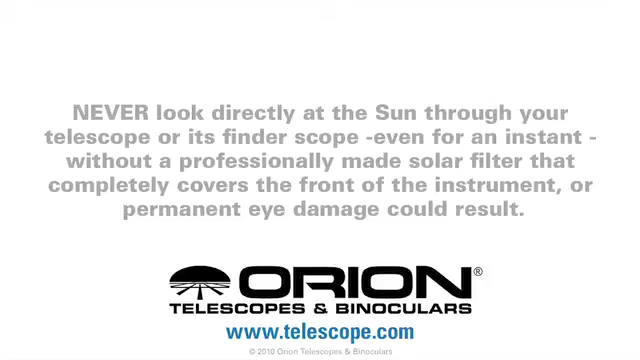 NEVER look directly at the Sun through your
telescope or its finder scope -even for an instant -
without a professionally made solar filter that
completely covers the front of the instrument, or
permanent eye damage could result.
ORION®
TELESCOPES & BINOCULARS
www.telescope.com
© 2010 Orion Telescopes & Binoculars